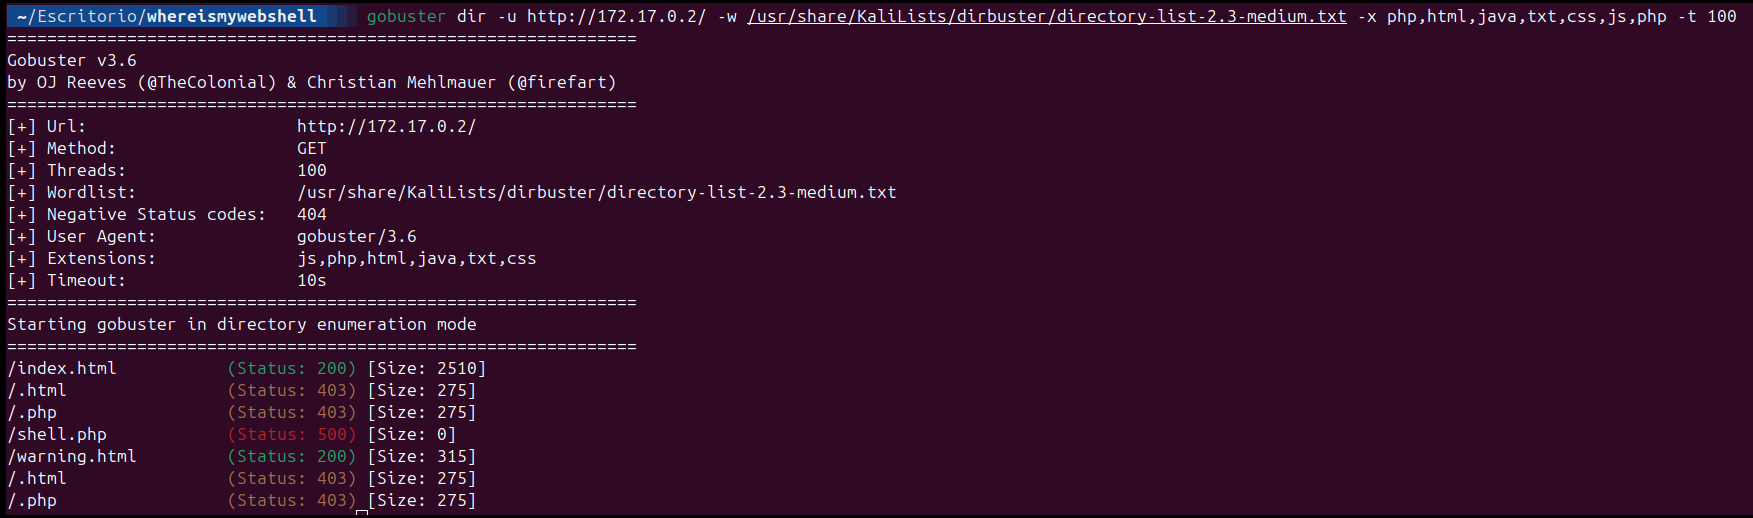 ~/Escritorio/whereismywebshell gobuster dir -u http://172.17.0.2/ -w /usr/share/KaliLists/dirbuster/directory-list-2.3-medium.txt -x php,html,java,txt,css,js,php -t 100
===============================================================
Gobuster v3.6
by OJ Reeves (@TheColonial) & Christian Mehlmauer (@firefart)
===============================================================
[+] Url:                     http://172.17.0.2/
[+] Method:                  GET
[+] Threads:                 100
[+] Wordlist:                /usr/share/KaliLists/dirbuster/directory-list-2.3-medium.txt
[+] Negative Status codes:   404
[+] User Agent:              gobuster/3.6
[+] Extensions:              js,php,html,java,txt,css
[+] Timeout:                 10s
===============================================================
Starting gobuster in directory enumeration mode
===============================================================
/index.html           (Status: 200) [Size: 2510]
/.html                (Status: 403) [Size: 275]
/.php                 (Status: 403) [Size: 275]
/shell.php            (Status: 500) [Size: 0]
/warning.html         (Status: 200) [Size: 315]
/.html                (Status: 403) [Size: 275]
/.php                 (Status: 403) [Size: 275]